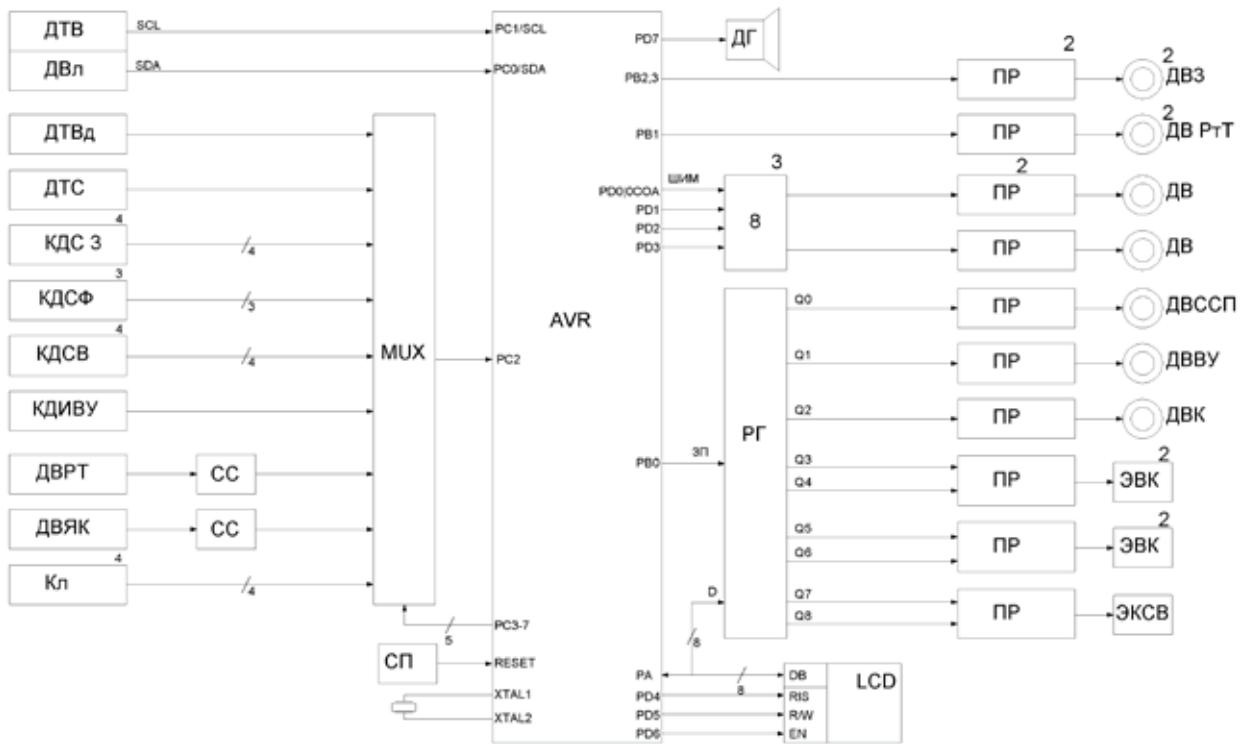 ДТВ
SCL
PC1/SCL
ДВл
SDA
PC0/SDA
ДТВд
ДТС
4
КДС 3
4
3
КДСФ
3
4
КДСВ
4
КДИВУ
ДВРТ
СС
ДВЯК
СС
4
Кл
4
MUX
PC2
PC3-7
5
СП
RESET
XTAL1
XTAL2
AVR
PD7
ДГ
PB2,3
2
ПР
2
ДВЗ
PB1
ПР
2
ДВ РтТ
ШИМ
PD0|0COA
PD1
PD2
PD3
3
8
2
ПР
ДВ
ПР
ДВ
PB0
ЗП
РГ
D
8
Q0
ПР
ДВССП
Q1
ПР
ДВВУ
Q2
ПР
ДВК
Q3
Q4
ПР
2
ЭВК
Q5
Q6
ПР
2
ЭВК
Q7
Q8
ПР
ЭКСВ
PA
8
DB
LCD
PD4
RIS
PD5
R/W
PD6
EN